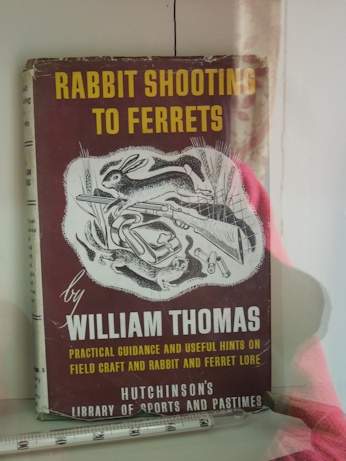 RABBIT SHOOTING
TO FERRETS
by
WILLIAM THOMAS
PRACTICAL GUIDANCE AND USEFUL HINTS ON
FIELD CRAFT AND RABBIT AND FERRET LORE
HUTCHINSON'S
LIBRARY OF SPORTS AND PASTIMES